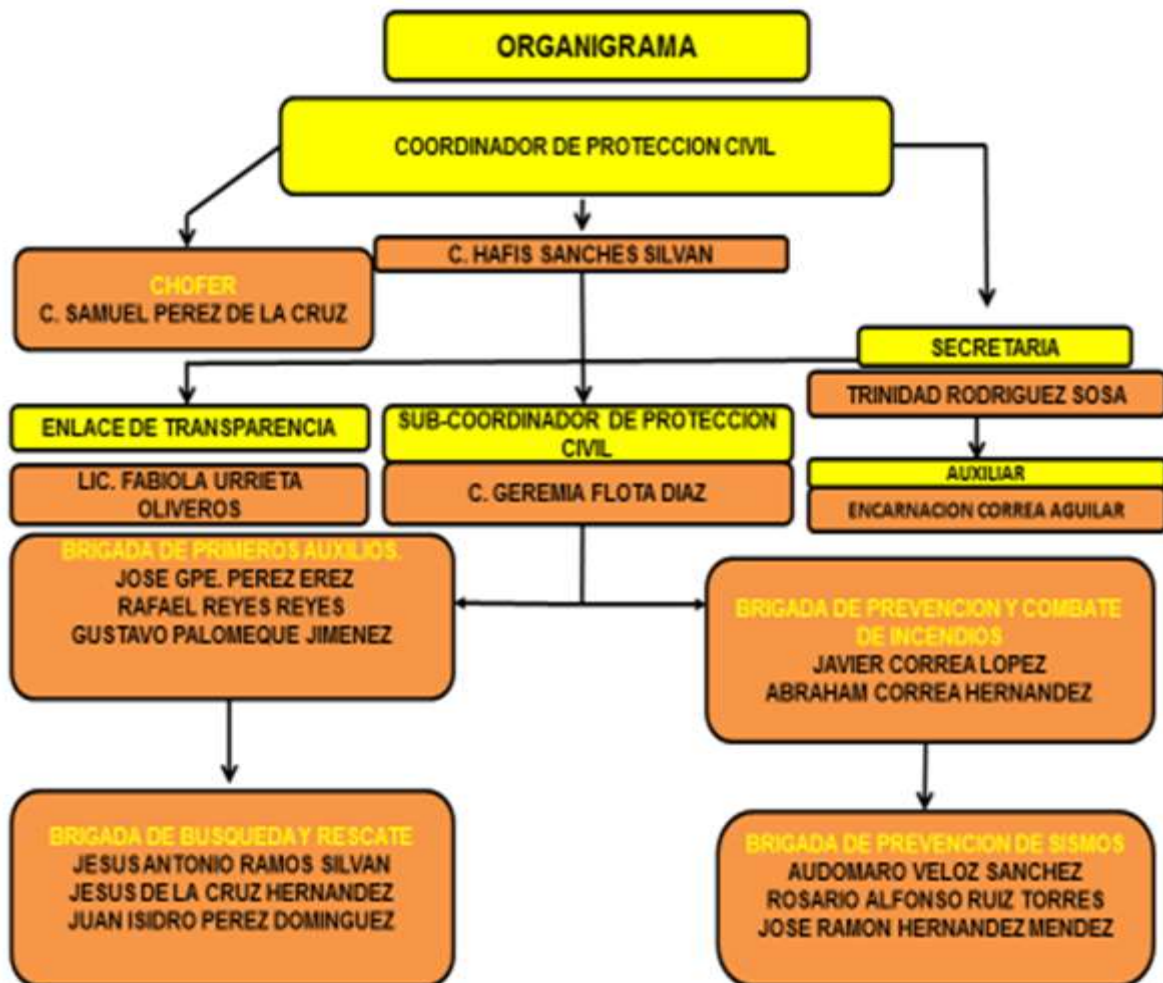 ORGANIGRAMA
COORDINADOR DE PROTECCION CIVIL
CHOFER
C. SAMUEL PEREZ DE LA CRUZ
C. HAFIS SANCHES SILVAN
SECRETARIA
TRINIDAD RODRIGUEZ SOSA
ENLACE DE TRANSPARENCIA
LIC. FABIOLA URRIETA
OLIVEROS
SUB-COORDINADOR DE PROTECCION
CIVIL
C. GEREMIA FLOTA DIAZ
AUXILIAR
ENCARNACION CORREA AGUILAR
BRIGADA DE PRIMEROS AUXILIOS.
JOSE GPE. PEREZ EREZ
RAFAEL REYES REYES
GUSTAVO PALOMEQUE JIMENEZ
BRIGADA DE PREVENCION Y COMBATE
DE INCENDIOS
JAVIER CORREA LOPEZ
ABRAHAM CORREA HERNANDEZ
BRIGADA DE BUSQUEDA Y RESCATE
JESUS ANTONIO RAMOS SILVAN
JESUS DE LA CRUZ HERNANDEZ
JUAN ISIDRO PEREZ DOMINGUEZ
BRIGADA DE PREVENCION DE SISMOS
AUDOMARO VELOZ SANCHEZ
ROSARIO ALFONSO RUIZ TORRES
JOSE RAMON HERNANDEZ MENDEZ